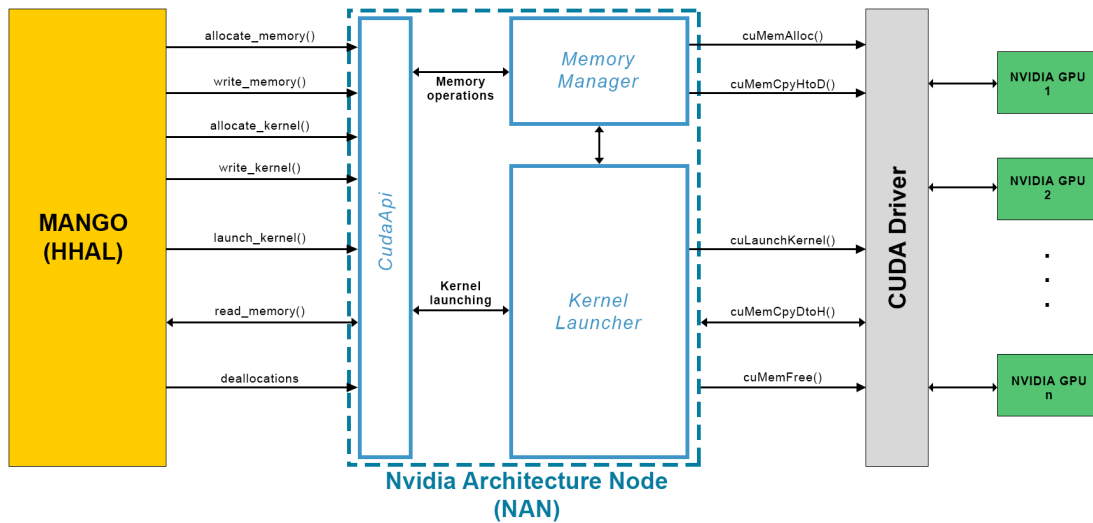 MANGO
(HHAL)
allocate_memory()
write_memory()
allocate_kernel()
write_kernel()
launch_kernel()
read_memory()
deallocations
CudaApi
Memory
operations
Kernel
launching
Memory
Manager
Kernel
Launcher
Nvidia Architecture Node
(NAN)
cuMemAlloc()
cuMemCpyHtoD()
cuLaunchKernel()
cuMemCpyDtoH()
cuMemFree()
CUDA Driver
NVIDIA GPU
1
NVIDIA GPU
2
.
.
.
NVIDIA GPU
n